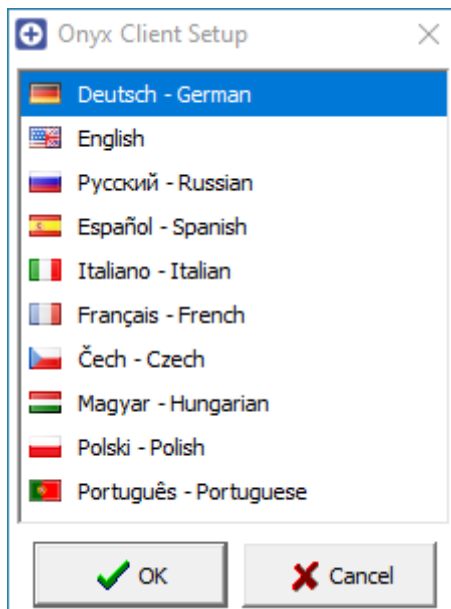 Onyx Client Setup
Deutsch - German
English
Русский - Russian
Español - Spanish
Italiano - Italian
Français - French
Čech - Czech
Magyar - Hungarian
Polski - Polish
Português - Portuguese
OK
Cancel